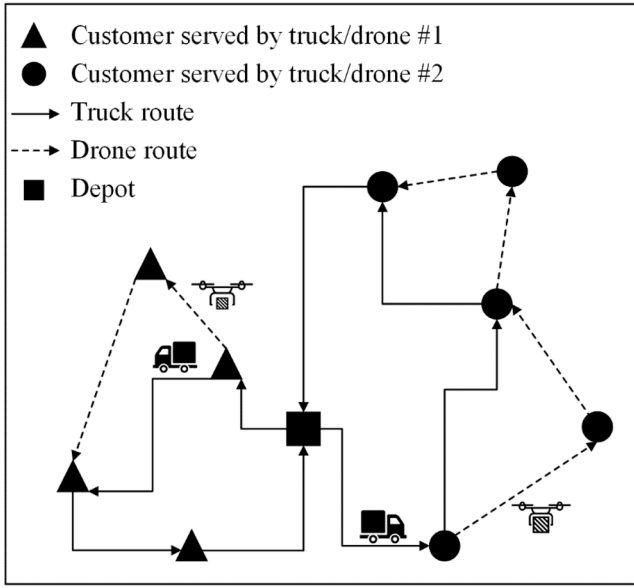 Customer served by truck/drone #1
Customer served by truck/drone #2
Truck route
Drone route
Depot